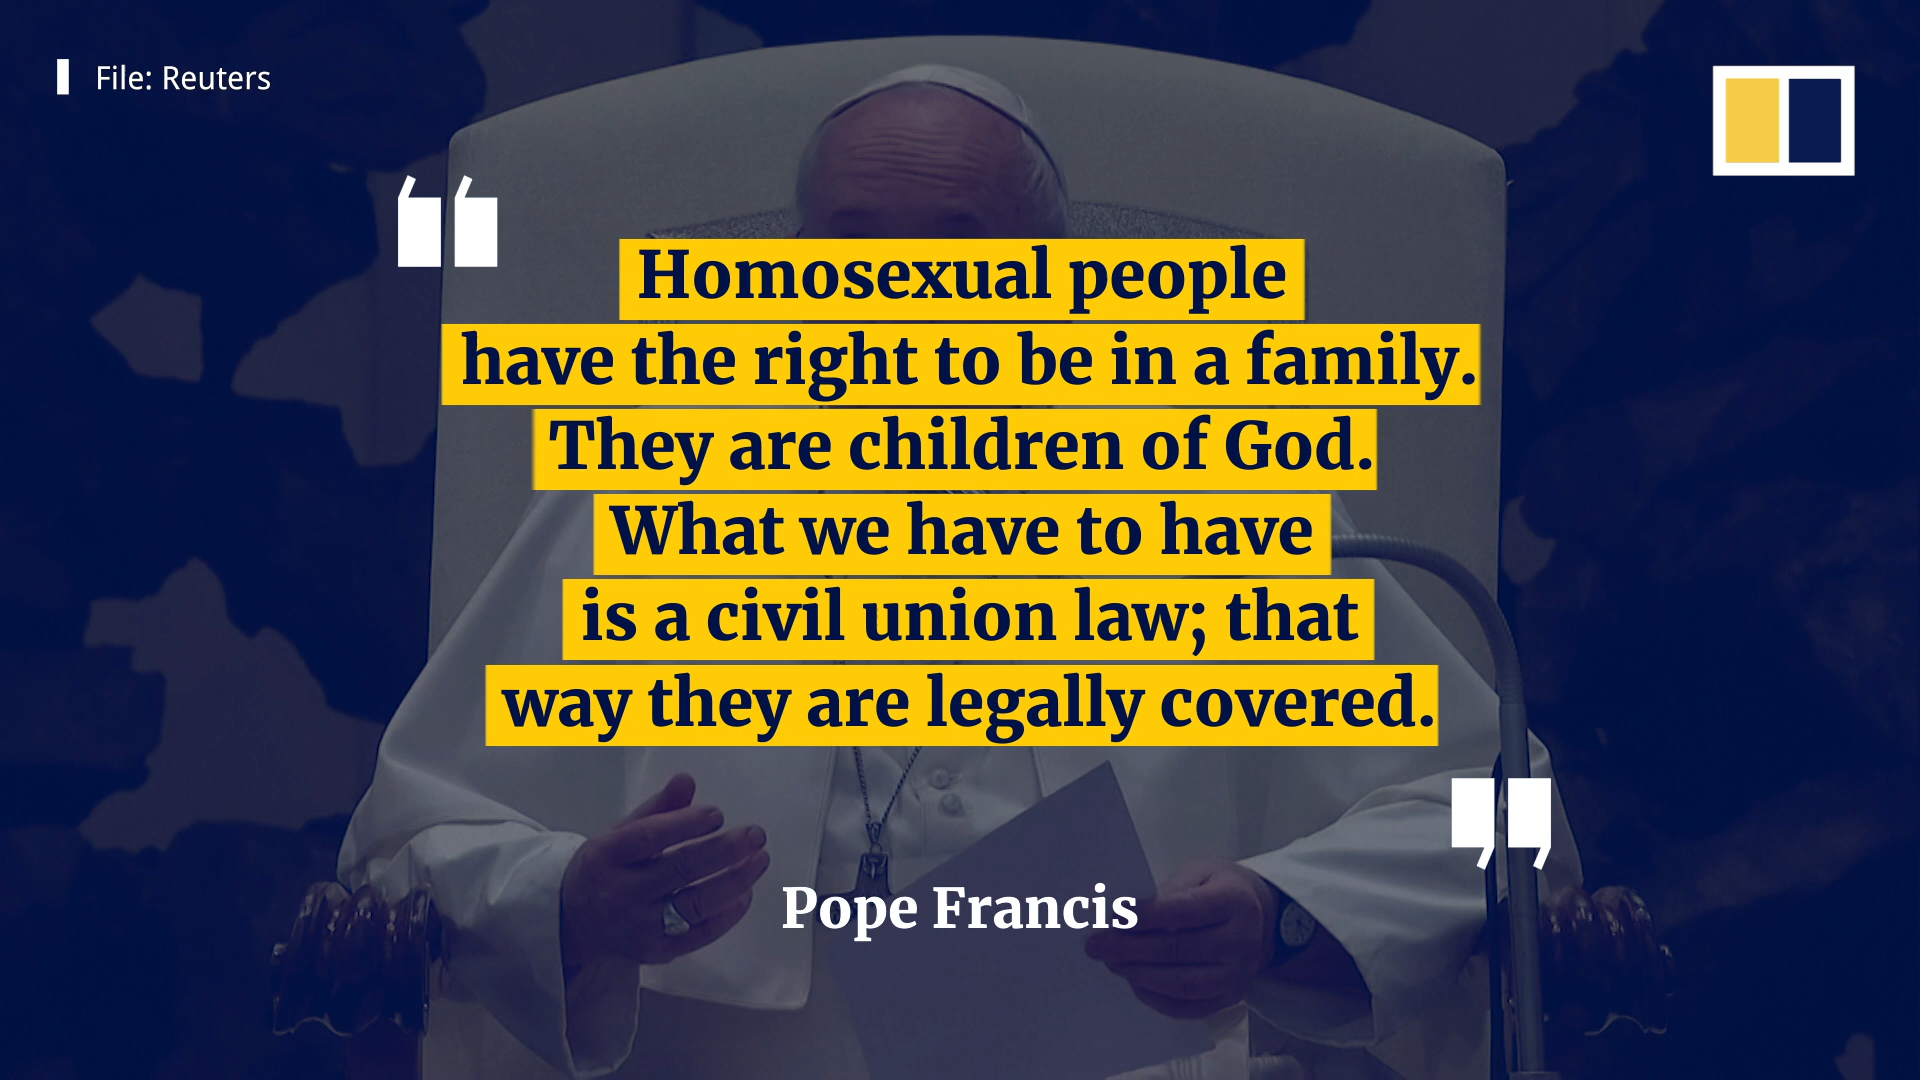 File: Reuters
“
Homosexual people
have the right to be in a family.
They are children of God.
What we have to have
is a civil union law; that
way they are legally covered.
”
Pope Francis